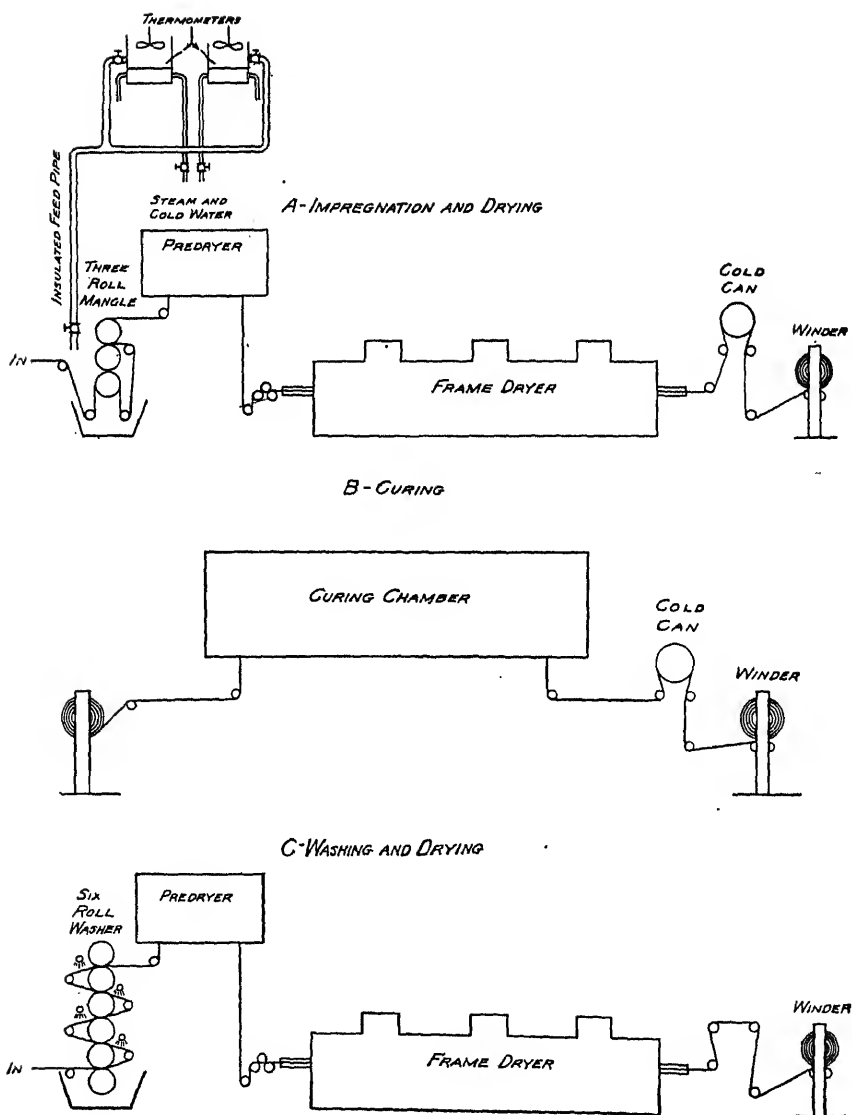 THERMOMETERS
INSULATED FEED PIPE
STEAM AND
COLD WATER
A-IMPREGNATION AND DRYING
PREDRYER
THREE
ROLL
MANGLE
COLD
CAN
WINDER
IN
FRAME DRYER
B-CURING
CURING CHAMBER
COLD
CAN
WINDER
C-WASHING AND DRYING
SIX
ROLL
WASHER
PREDRYER
WINDER
IN
FRAME DRYER